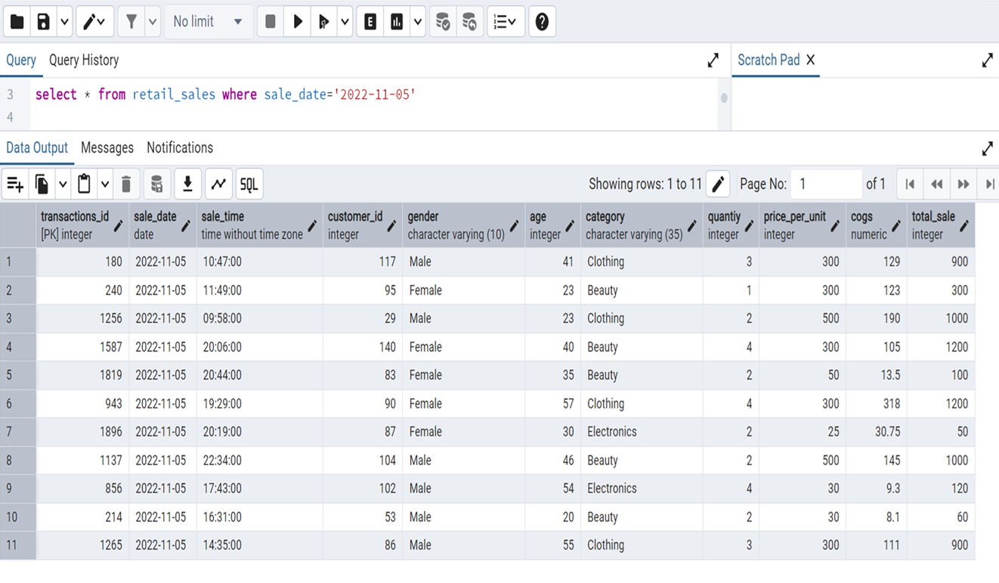 No limit E
Query Query History Scratch Pad X
3 select * from retail_sales where sale_date='2022-11-05'
4
Data Output Messages Notifications
SQL Showing rows: 1 to 11 Page No: 1 of 1
transactions_id sale_date sale_time customer_id gender age category quantiy price_per_unit cogs total_sale
[PK] integer date time without time zone integer character varying (10) integer character varying (35) integer integer numeric integer
1 180 2022-11-05 10:47:00 117 Male 41 Clothing 3 300 129 900
2 240 2022-11-05 11:49:00 95 Female 23 Beauty 1 300 123 300
3 1256 2022-11-05 09:58:00 29 Male 23 Clothing 2 500 190 1000
4 1587 2022-11-05 20:06:00 140 Female 40 Beauty 4 300 105 1200
5 1819 2022-11-05 20:44:00 83 Female 35 Beauty 2 50 13.5 100
6 943 2022-11-05 19:29:00 90 Female 57 Clothing 4 300 318 1200
7 1896 2022-11-05 20:19:00 87 Female 30 Electronics 2 25 30.75 50
8 1137 2022-11-05 22:34:00 104 Male 46 Beauty 2 500 145 1000
9 856 2022-11-05 17:43:00 102 Male 54 Electronics 4 30 9.3 120
10 214 2022-11-05 16:31:00 53 Male 20 Beauty 2 30 8.1 60
11 1265 2022-11-05 14:35:00 86 Male 55 Clothing 3 300 111 900